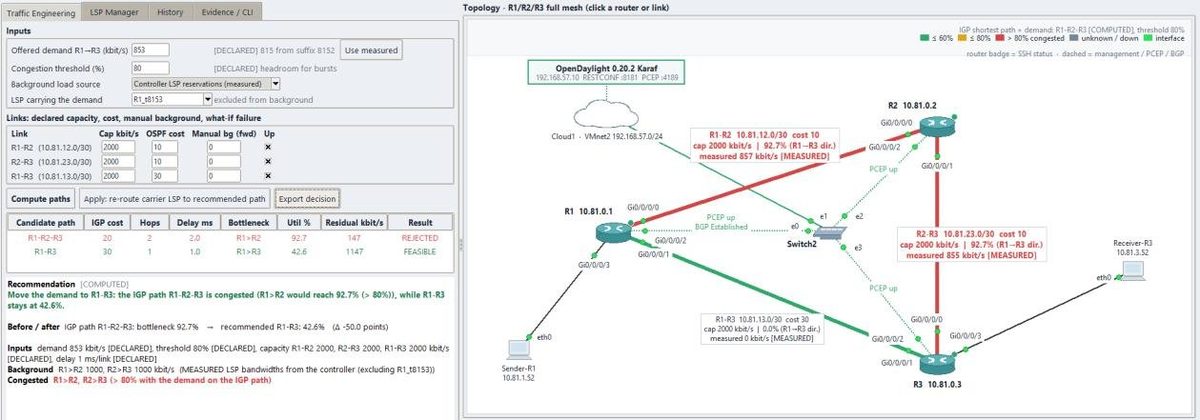 Traffic Engineering LSP Manager History Evidence / CLI
Inputs
Offered demand R1→R3 (kbit/s) 853 [DECLARED] 815 from suffix 8152 Use measured
Congestion threshold (%) 80 [DECLARED] headroom for bursts
Background load source Controller LSP reservations (measured)
LSP carrying the demand R1_t8153 excluded from background
Links: declared capacity, cost, manual background, what-if failure
Link Cap kbit/s OSPF cost Manual bg (fwd) Up
R1-R2 (10.81.12.0/30) 2000 10 0
R2-R3 (10.81.23.0/30) 2000 10 0
R1-R3 (10.81.13.0/30) 2000 30 0
Compute paths Apply: re-route carrier LSP to recommended path Export decision
Candidate path IGP cost Hops Delay ms Bottleneck Util % Residual kbit/s Result
R1-R2-R3 20 2 2.0 R1>R2 92.7 147 REJECTED
R1-R3 30 1 1.0 R1>R3 42.6 1147 FEASIBLE
Recommendation [COMPUTED]
Move the demand to R1-R3: the IGP path R1-R2-R3 is congested (R1>R2 would reach 92.7% (> 80%)), while R1-R3
stays at 42.6%.
Before / after IGP path R1-R2-R3: bottleneck 92.7% → recommended R1-R3: 42.6% (Δ -50.0 points)
Inputs demand 853 kbit/s [DECLARED], threshold 80% [DECLARED], capacity R1-R2 2000, R2-R3 2000, R1-R3 2000 kbit/s
[DECLARED], delay 1 ms/link [DECLARED]
Background R1>R2 1000, R2>R3 1000 kbit/s (MEASURED LSP bandwidths from the controller (excluding R1_t8153))
Congested R1>R2, R2>R3 (> 80% with the demand on the IGP path)
Topology - R1/R2/R3 full mesh (click a router or link)
IGP shortest path + demand: R1-R2-R3 [COMPUTED], threshold 80%
≤ 60% ≤ 80% > 80% congested unknown / down interface
router badge = SSH status - dashed = management / PCEP / BGP
OpenDaylight 0.20.2 Karaf
192.168.57.10 RESTCONF :8181 PCEP :4189
Cloud1 - VMnet2 192.168.57.0/24
R1-R2 10.81.12.0/30 cost 10
cap 2000 kbit/s | 92.7% (R1→R3 dir.)
measured 857 kbit/s [MEASURED]
R2 10.81.0.2
Gi0/0/0/0
Gi0/0/0/2
Gi0/0/0/1
PCEP up
R1 10.81.0.1
Gi0/0/0/0
PCEP up
BGP Established
Gi0/0/0/2
Gi0/0/0/1
Gi0/0/0/3
e1
e2
e0
e3
Switch2
R2-R3 10.81.23.0/30 cost 10
cap 2000 kbit/s | 92.7% (R1→R3 dir.)
measured 855 kbit/s [MEASURED]
Receiver-R3
10.81.3.52
eth0
PCEP up
R1-R3 10.81.13.0/30 cost 30
cap 2000 kbit/s | 0.0% (R1→R3 dir.)
measured 0 kbit/s [MEASURED]
Gi0/0/0/0
Gi0/0/0/2
Gi0/0/0/3
Gi0/0/0/1
R3 10.81.0.3
eth0
Sender-R1
10.81.1.52